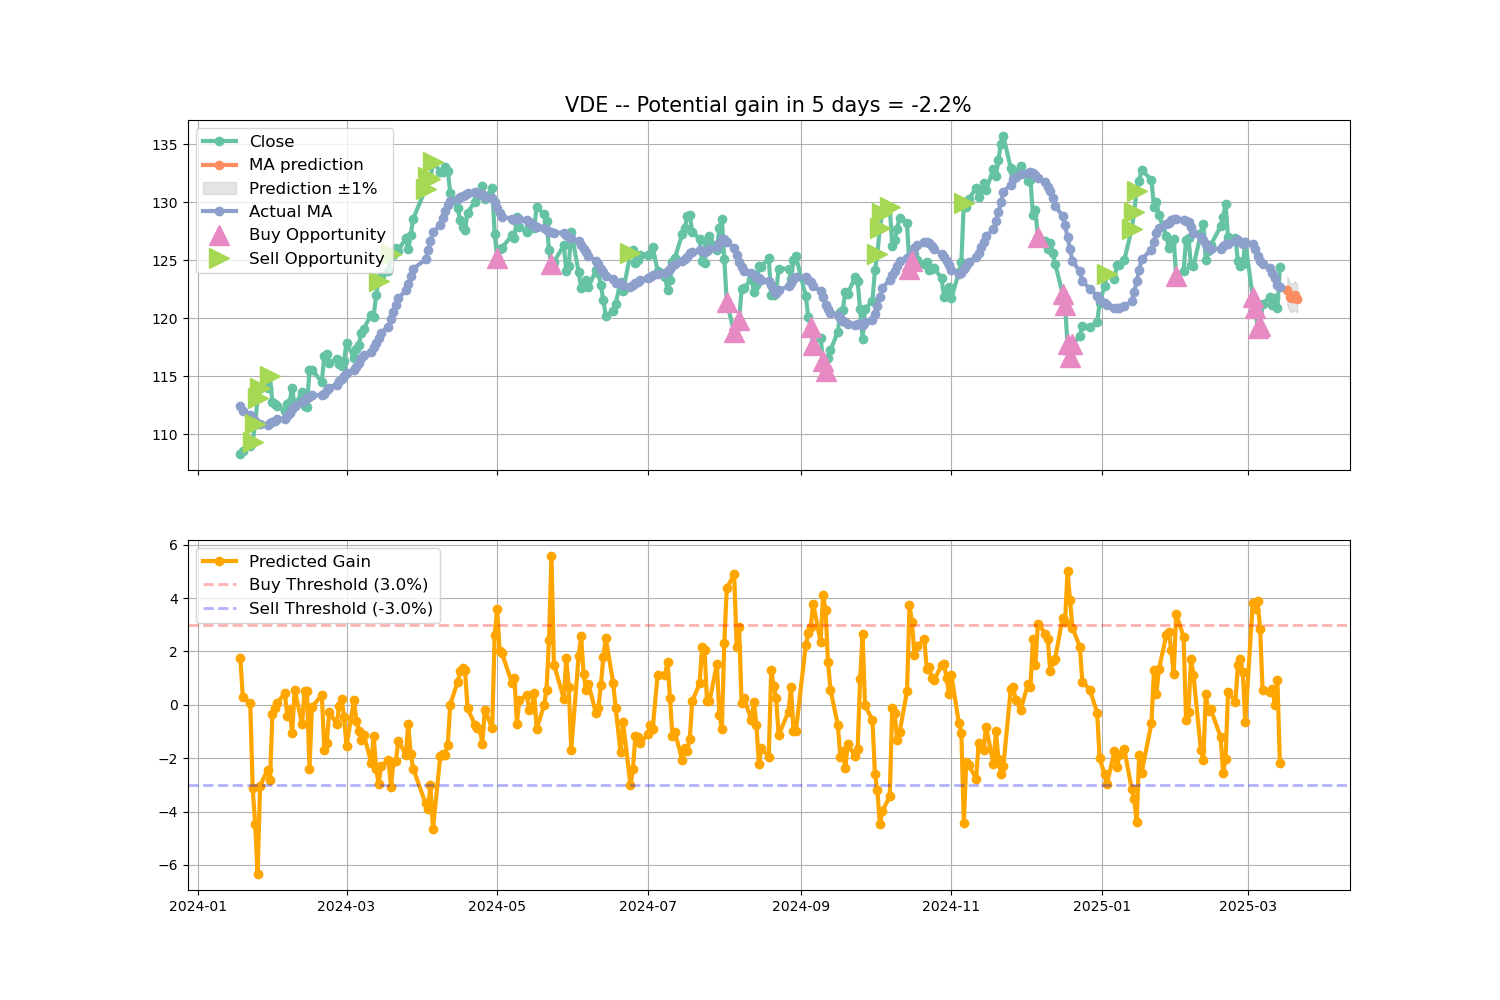 VDE -- Potential gain in 5 days = -2.2%
Close
MA prediction
Prediction ±1%
Actual MA
Buy Opportunity
Sell Opportunity
135
130
125
120
115
110
Predicted Gain
Buy Threshold (3.0%)
Sell Threshold (-3.0%)
6
4
2
0
−2
−4
−6
2024-01 2024-03 2024-05 2024-07 2024-09 2024-11 2025-01 2025-03